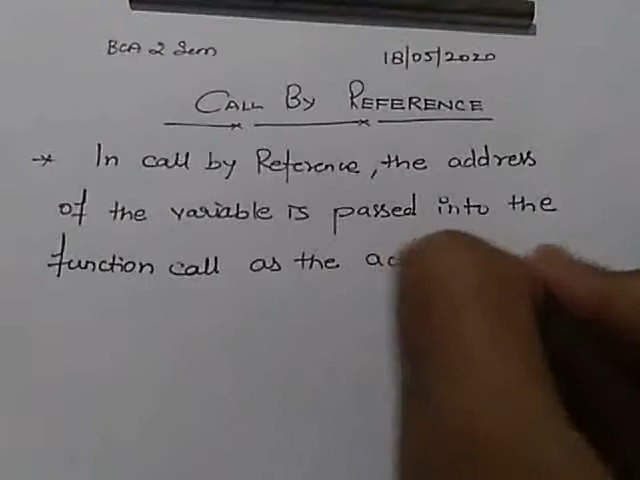 BCA 2 Sem 18/05/2020
CALL BY REFERENCE
→ In call by Reference, the address
of the variable is passed into the
function call as the